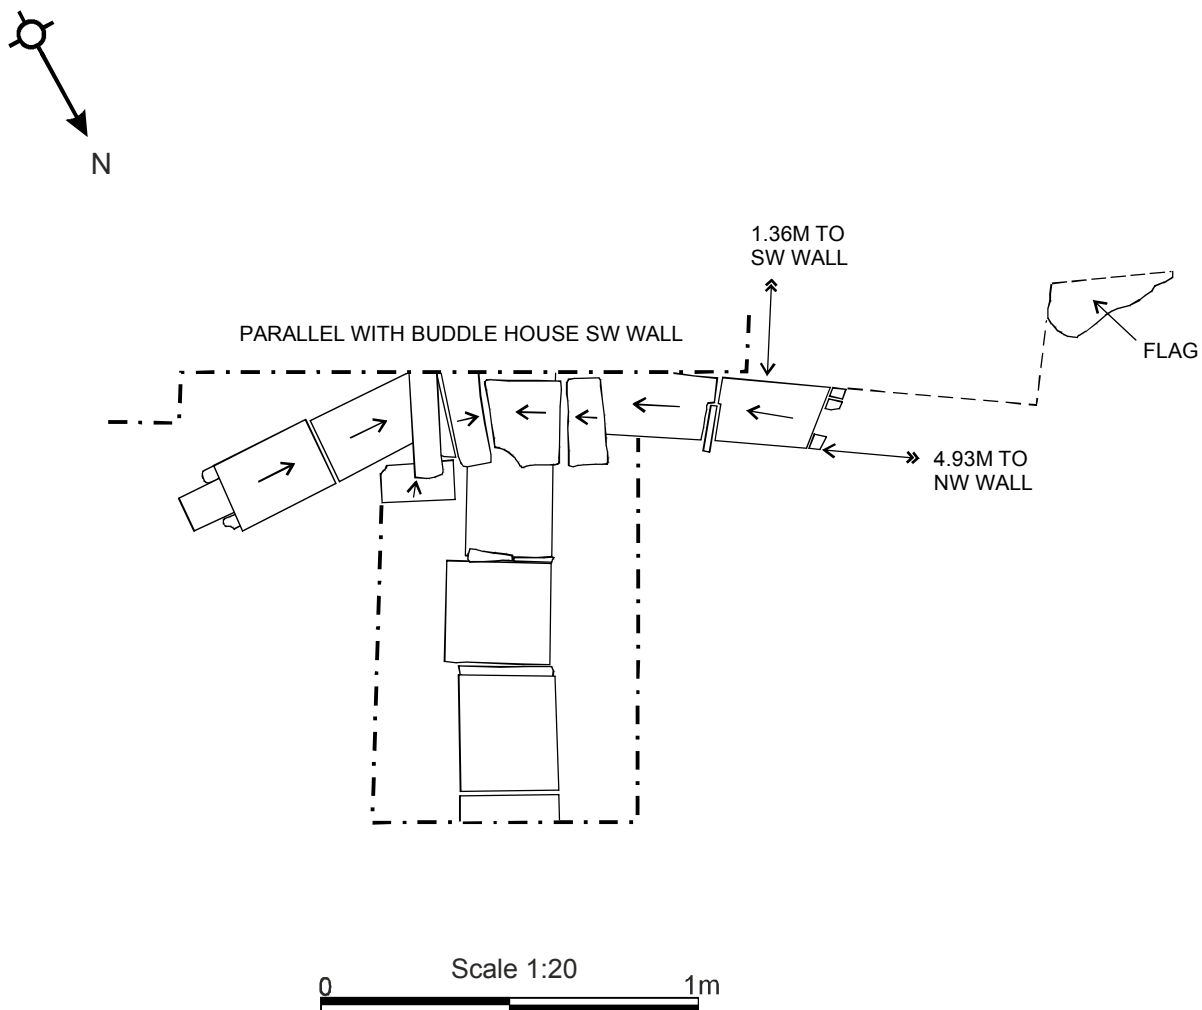 N
1.36M TO
SW WALL
PARALLEL WITH BUDDLE HOUSE SW WALL
FLAG
4.93M TO
NW WALL
Scale 1:20
0 1m